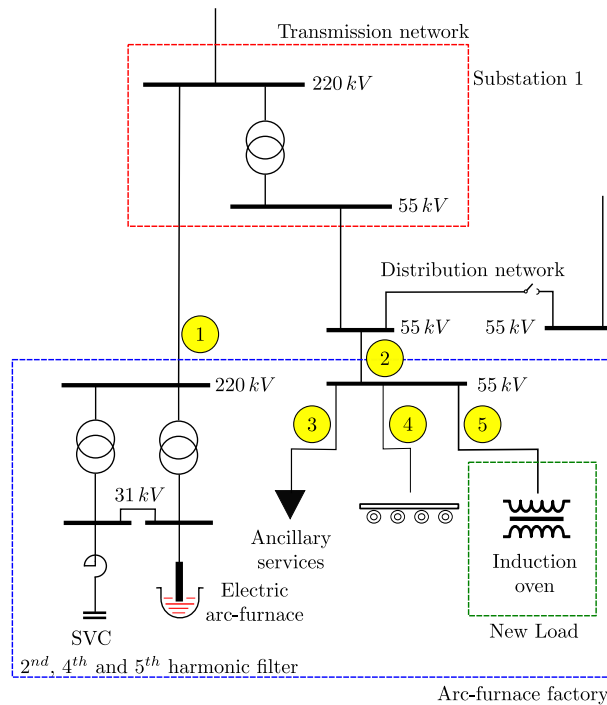 Transmission network
Substation 1
220 kV
55 kV
Distribution network
55 kV
55 kV
1
2
220 kV
55 kV
3
4
5
31 kV
Ancillary
services
Induction
oven
Electric
arc-furnace
SVC
New Load
2nd, 4th and 5th harmonic filter
Arc-furnace factory